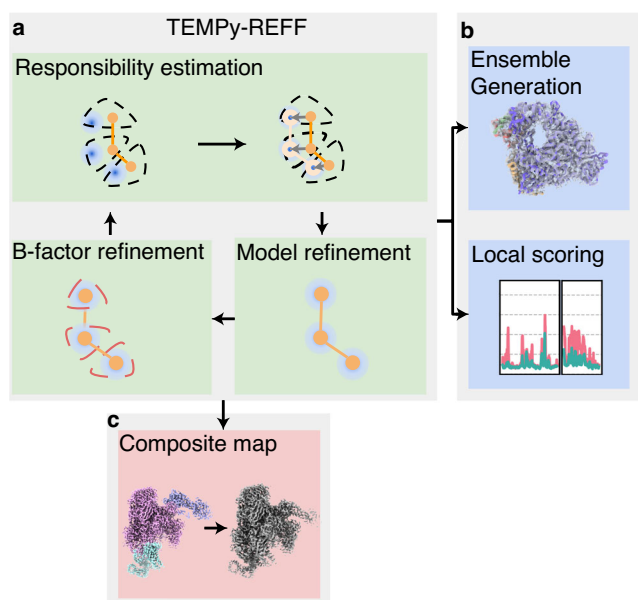 a
TEMPy-REFF
Responsibility estimation
B-factor refinement
Model refinement
b
Ensemble
Generation
Local scoring
c
Composite map